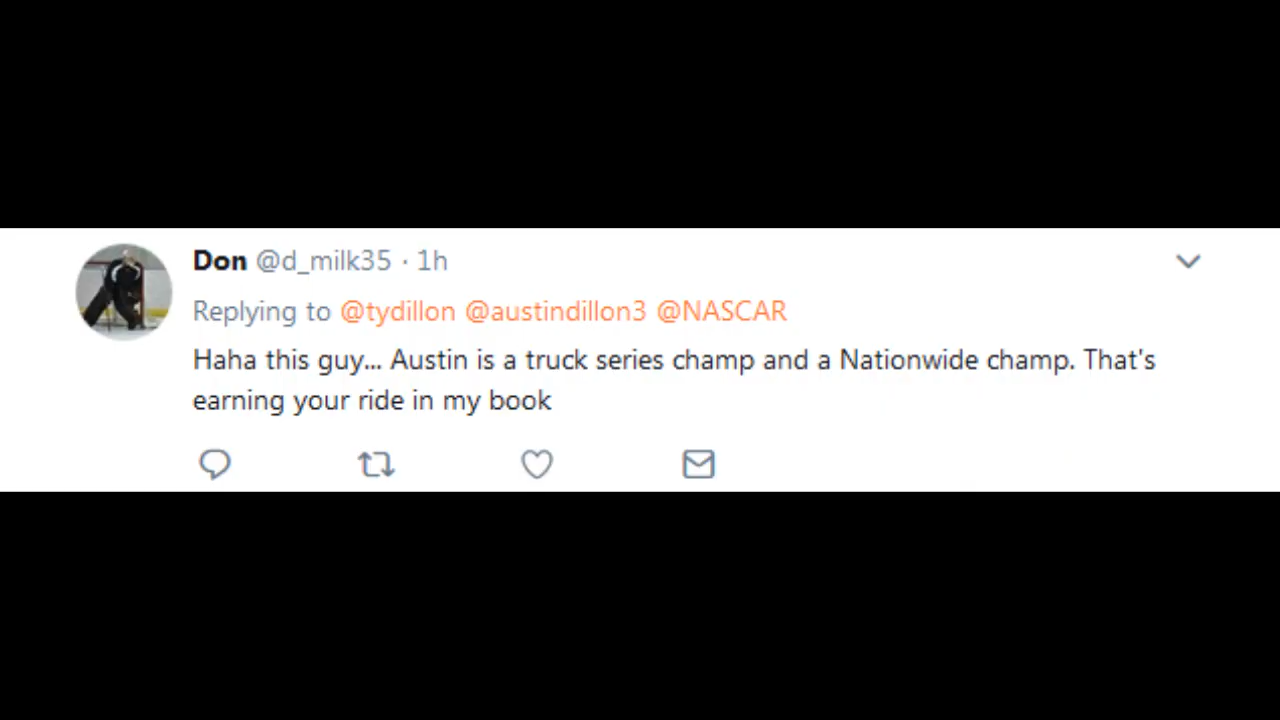 Don @d_milk35 · 1h
Replying to @tydillon @austindillon3 @NASCAR
Haha this guy... Austin is a truck series champ and a Nationwide champ. That's
earning your ride in my book